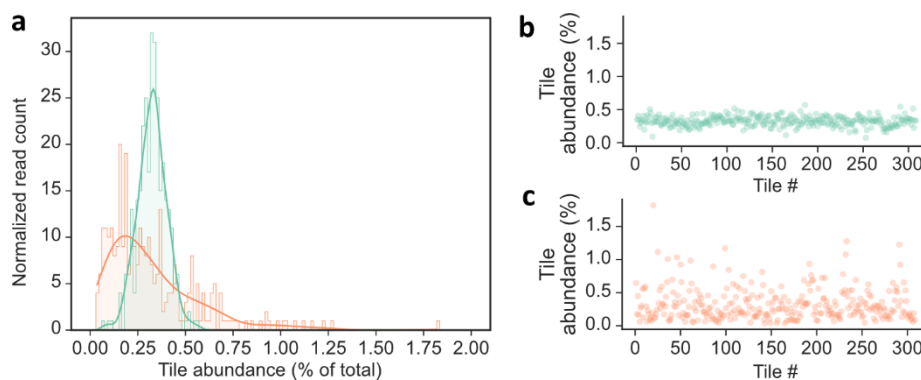 a
30
25
20
15
10
5
0
Normalized read count
0.00 0.25 0.50 0.75 1.00 1.25 1.50 1.75 2.00
Tile abundance (% of total)
b
Tile
abundance (%)
1.5
1.0
0.5
0.0
0 50 100 150 200 250 300
Tile #
c
Tile
abundance (%)
1.5
1.0
0.5
0.0
0 50 100 150 200 250 300
Tile #